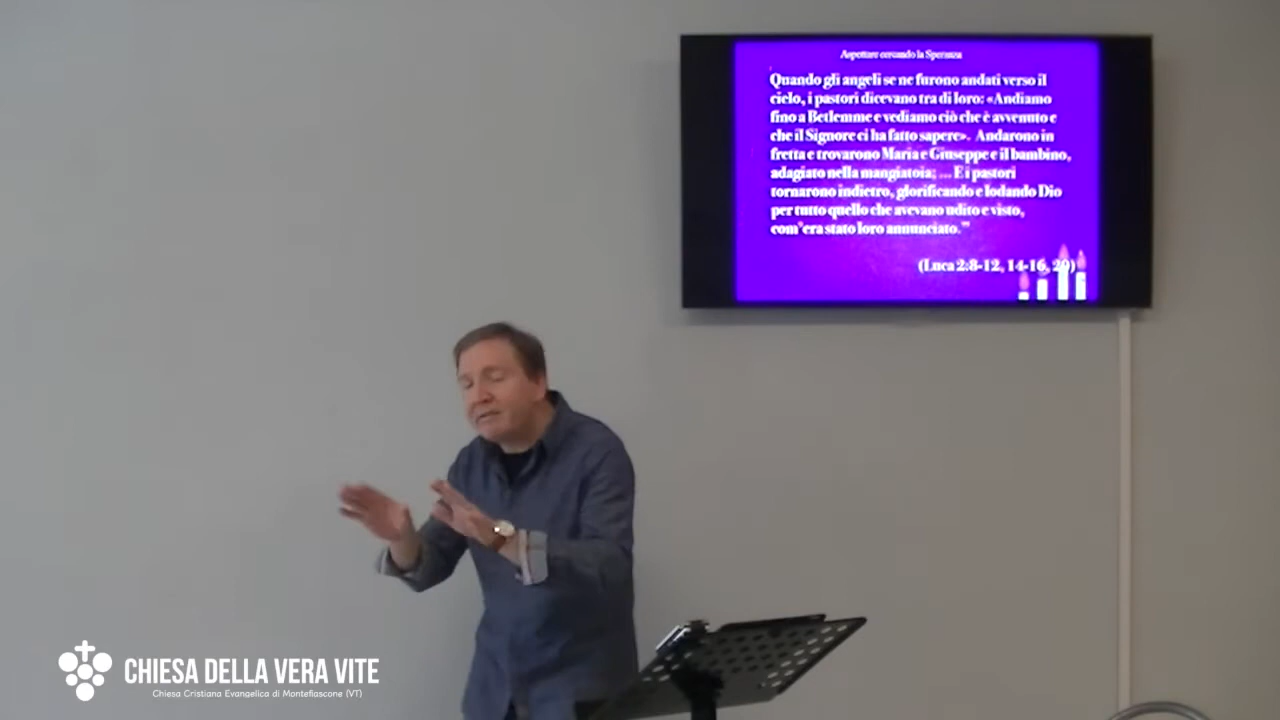 Aspettare cercando la Speranza
Quando gli angeli se ne furono andati verso il
cielo, i pastori dicevano tra di loro: «Andiamo
fino a Betlemme e vediamo ciò che è avvenuto e
che il Signore ci ha fatto sapere». Andarono in
fretta e trovarono Maria e Giuseppe e il bambino,
adagiato nella mangiatoia; ... E i pastori
tornarono indietro, glorificando e lodando Dio
per tutto quello che avevano udito e visto,
com'era stato loro annunciato.”
(Luca 2:8-12, 14-16, 20)
CHIESA DELLA VERA VITE
Chiesa Cristiana Evangelica di Montefiascone (VT)